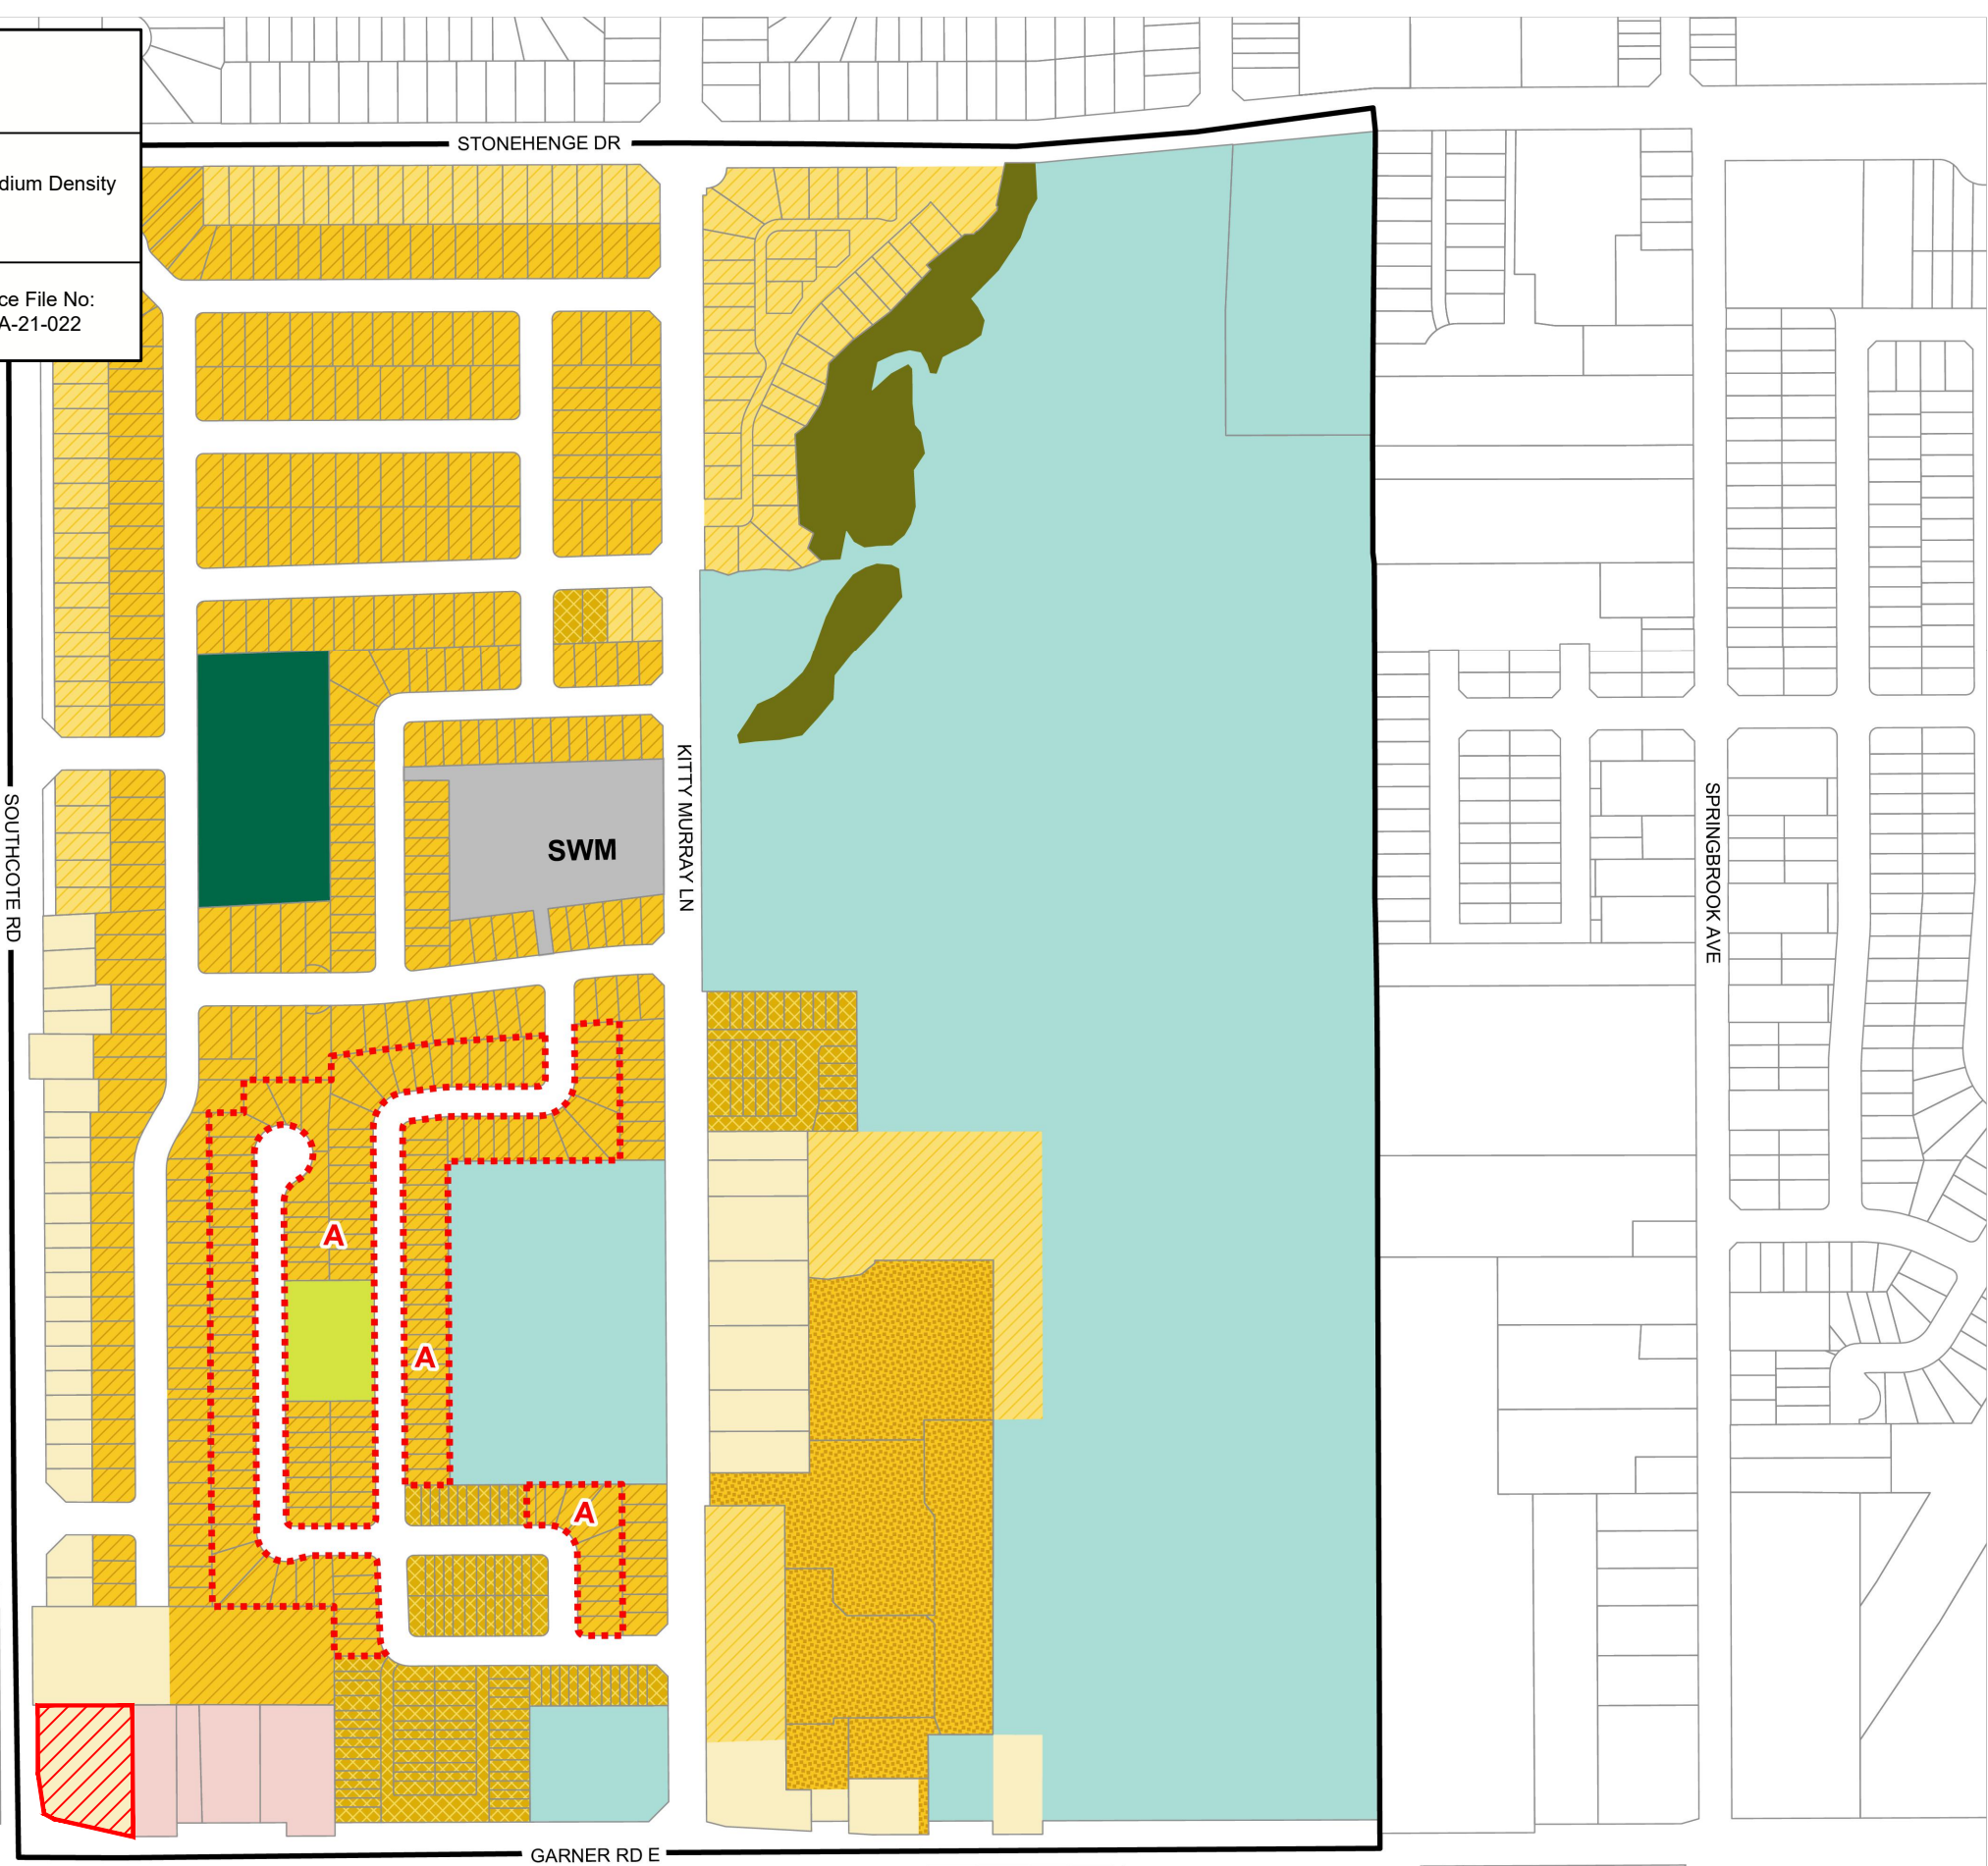 STONEHENGE DR
dium Density
ce File No:
A-21-022
SOUTHCOTE RD
KITTY MURRAY LN
SPRINGBROOK AVE
SWM
A
A
A
GARNER RD E